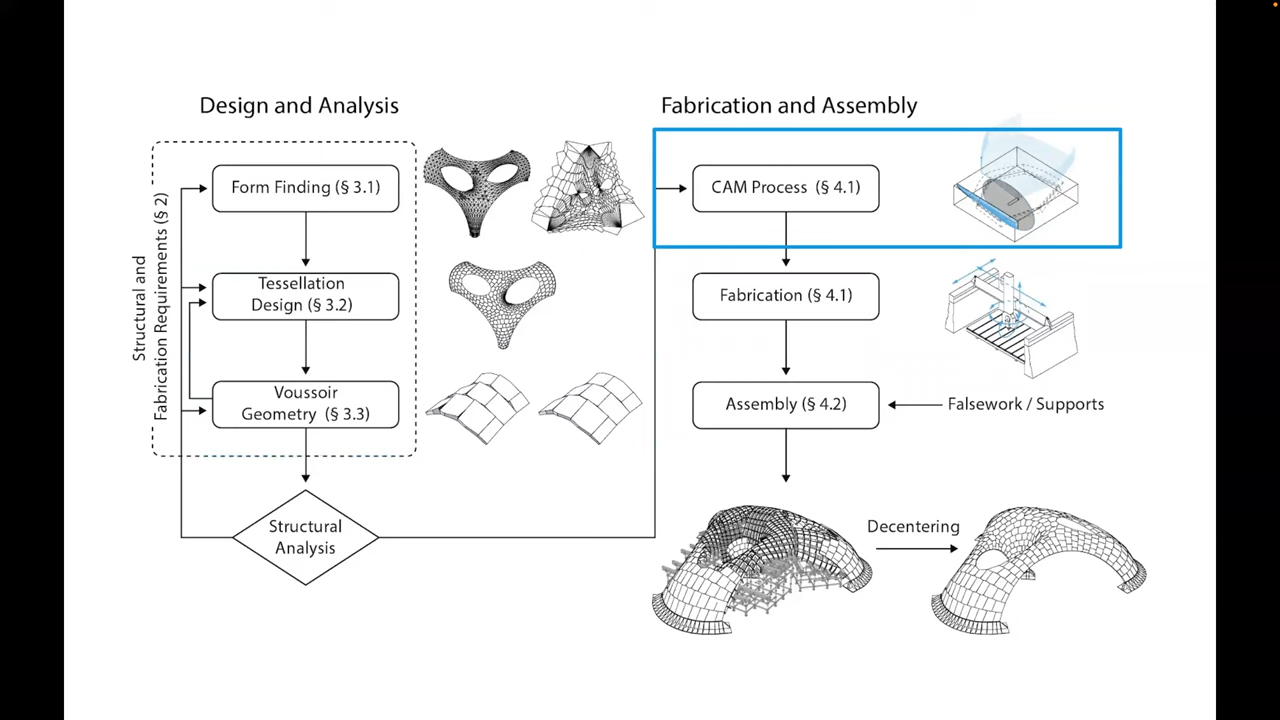 Design and Analysis
Fabrication and Assembly
Structural and
Fabrication Requirements (§ 2)
Form Finding (§ 3.1)
Tessellation
Design (§ 3.2)
Voussoir
Geometry (§ 3.3)
Structural
Analysis
CAM Process (§ 4.1)
Fabrication (§ 4.1)
Assembly (§ 4.2)
Falsework / Supports
Decentering